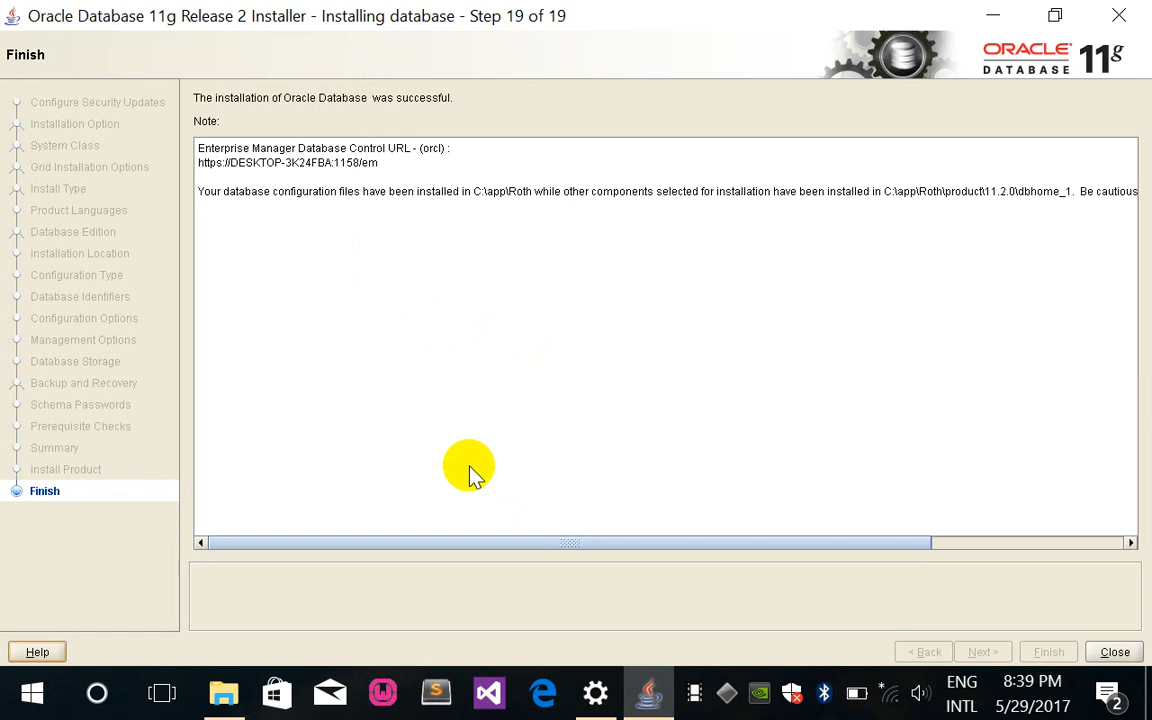 Oracle Database 11g Release 2 Installer - Installing database - Step 19 of 19
Finish
ORACLE
DATABASE 11g
Configure Security Updates
Installation Option
System Class
Grid Installation Options
Install Type
Product Languages
Database Edition
Installation Location
Configuration Type
Database Identifiers
Configuration Options
Management Options
Database Storage
Backup and Recovery
Schema Passwords
Prerequisite Checks
Summary
Install Product
Finish
The installation of Oracle Database was successful.
Note:
Enterprise Manager Database Control URL - (orcl) :
https://DESKTOP-3K24FBA:1158/em
Your database configuration files have been installed in C:\app\Roth while other components selected for installation have been installed in C:\app\Roth\product\11.2.0\dbhome_1. Be cautious
Help
< Back
Next >
Finish
Close
ENG
INTL
8:39 PM
5/29/2017
2